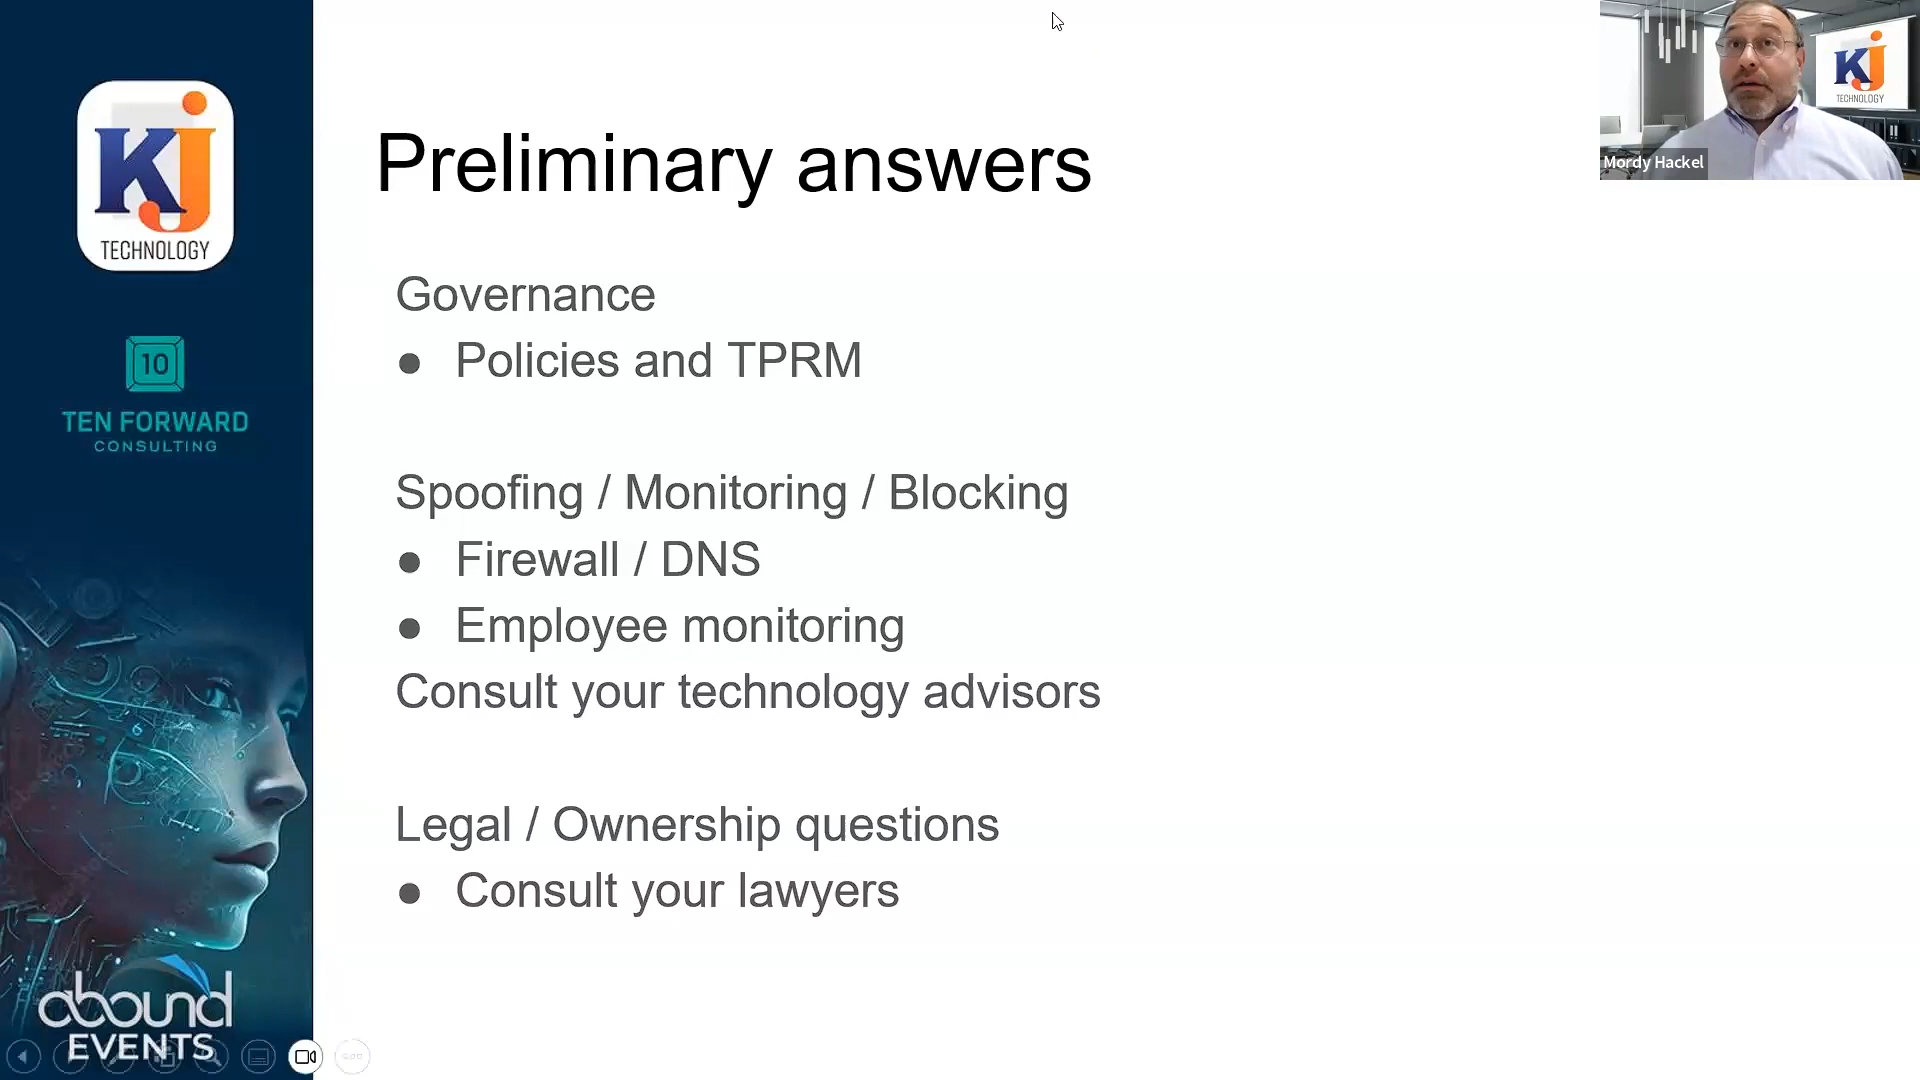 KJ
TECHNOLOGY
10
TEN FORWARD
CONSULTING
abound
EVENTS
Preliminary answers
Governance
● Policies and TPRM
Spoofing / Monitoring / Blocking
● Firewall / DNS
● Employee monitoring
Consult your technology advisors
Legal / Ownership questions
● Consult your lawyers
KJ
TECHNOLOGY
Mordy Hackel